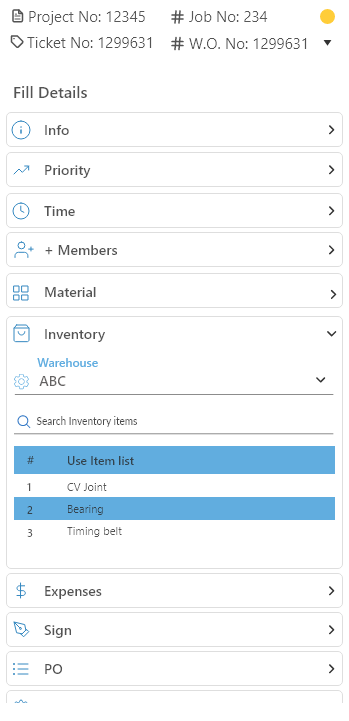 Project No: 12345 # Job No: 234
Ticket No: 1299631 # W.O. No: 1299631
Fill Details
Info
Priority
Time
+ Members
Material
Inventory
Warehouse
ABC
Search Inventory items
# Use Item list
1 CV Joint
2 Bearing
3 Timing belt
Expenses
Sign
PO